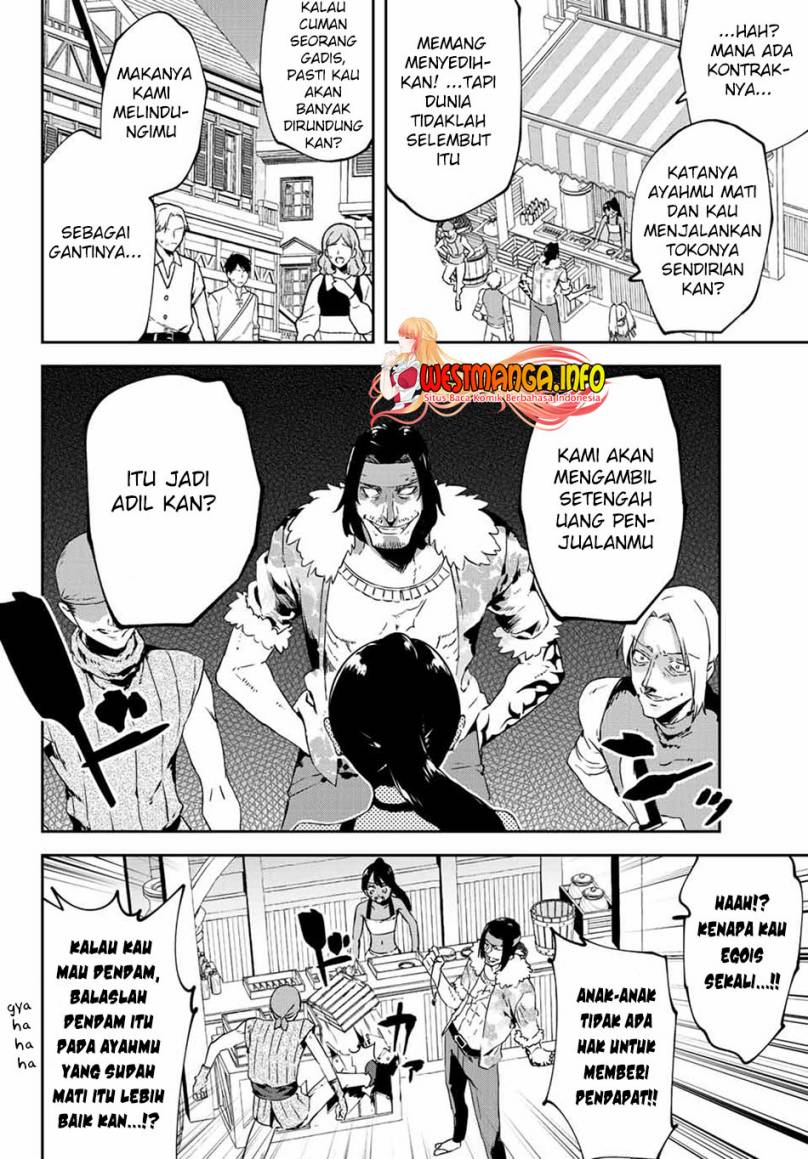 ...HAH?
MANA ADA
KONTRAK-
NYA...
KATANYA
AYAHMU MATI
DAN KAU
MENJALANKAN
TOKONYA
SENDIRIAN
KAN?
MEMANG
MENYEDIH-
KAN! ...TAPI
DUNIA
TIDAKLAH
SELEMBUT
ITU
KALAU
CUMAN
SEORANG
GADIS,
PASTI KAU
AKAN
BANYAK
DIRUNDUNG
KAN?
MAKANYA
KAMI
MELINDU-
NGIMU
SEBAGAI
GANTINYA...
WESTMANGA.INFO
Situs Baca Komik Berbahasa Indonesia
KAMI AKAN
MENGAMBIL
SETENGAH
UANG PEN-
JUALANMU
ITU JADI
ADIL KAN?
HAAH!?
KENAPA KAU
EGOIS
SEKALI...!!
ANAK-ANAK
TIDAK ADA
HAK UNTUK
MEMBERI
PENDAPAT!!
KALAU KAU
MAU DENDAM,
BALASLAH
DENDAM ITU
PADA AYAHMU
YANG SUDAH
MATI ITU LEBIH
BAIK KAN...!?
gya
ha
ha
ha